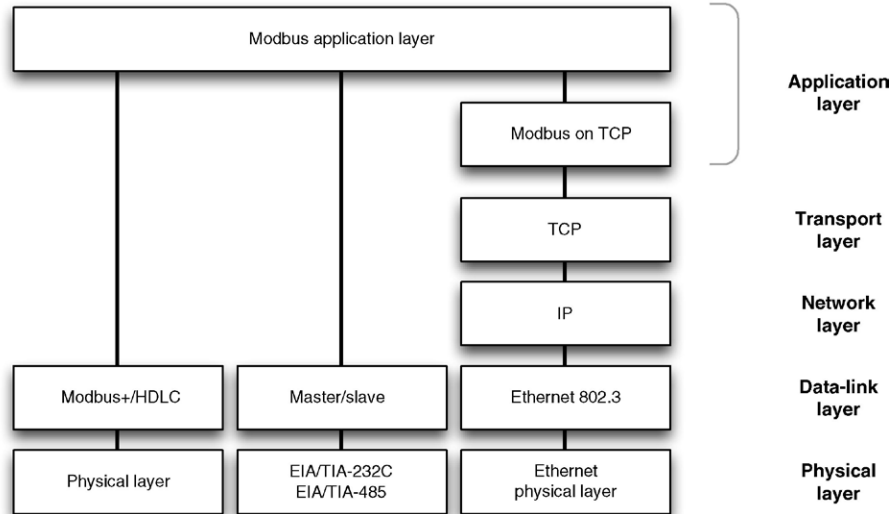 Modbus application layer
Application
layer
Modbus on TCP
TCP
Transport
layer
IP
Network
layer
Modbus+/HDLC
Master/slave
Ethernet 802.3
Data-link
layer
Physical layer
EIA/TIA-232C
EIA/TIA-485
Ethernet
physical layer
Physical
layer